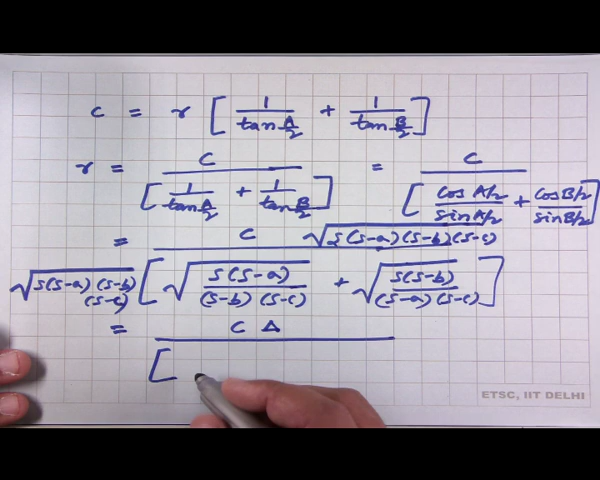 c = r [ 1/tan A/2 + 1/tan B/2 ]
r = c / [ 1/tan A/2 + 1/tan B/2 ] = c / [ cos A/2 / sin A/2 + cos B/2 / sin B/2 ]
= c √s(s-a)(s-b)(s-c) / √s(s-a)(s-b)(s-c) [ √s(s-a)/(s-b)(s-c) + √s(s-b)/(s-a)(s-c) ]
= c Δ / [
ETSC, IIT DELHI